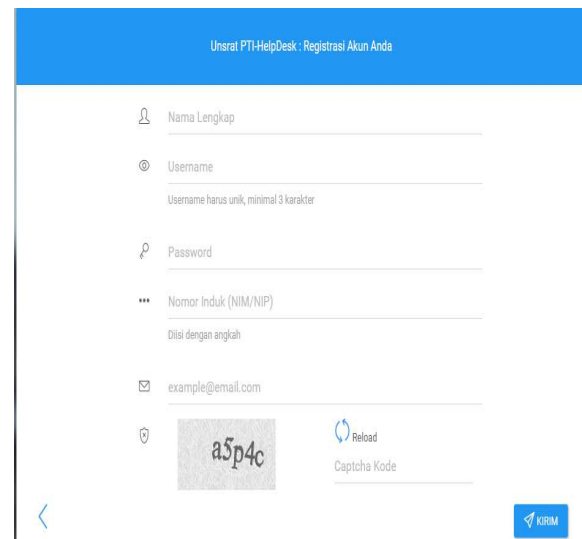 Unsrat PTI-HelpDesk : Registrasi Akun Anda
Nama Lengkap
Username
Username harus unik, minimal 3 karakter
Password
Nomor Induk (NIM/NIP)
Diisi dengan angkah
example@email.com
a5p4c
Reload
Captcha Kode
KIRIM